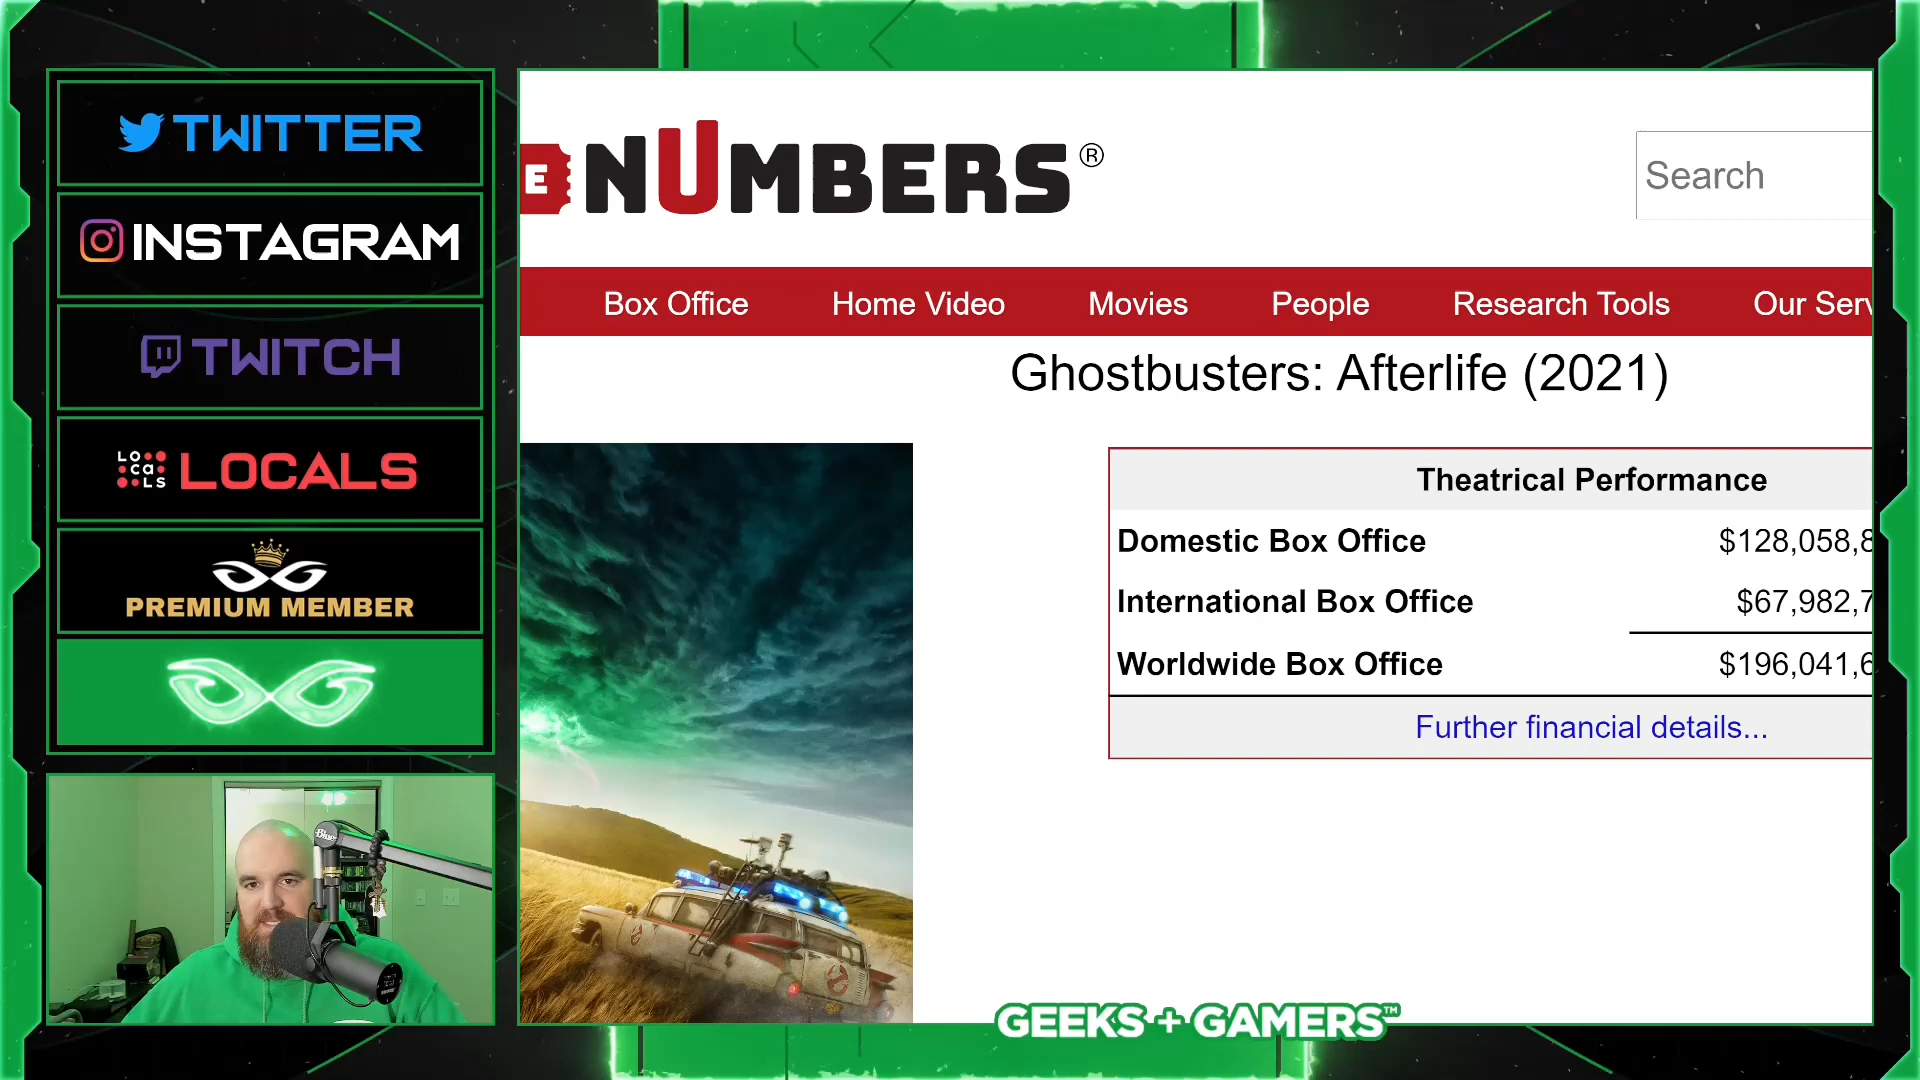 TWITTER
INSTAGRAM
TWITCH
LOCALS
LOCALS
PREMIUM MEMBER
E NUMBERS®
Search
Box Office Home Video Movies People Research Tools Our Serv
Ghostbusters: Afterlife (2021)
Theatrical Performance
Domestic Box Office $128,058,8
International Box Office $67,982,7
Worldwide Box Office $196,041,6
Further financial details...
GEEKS + GAMERS™